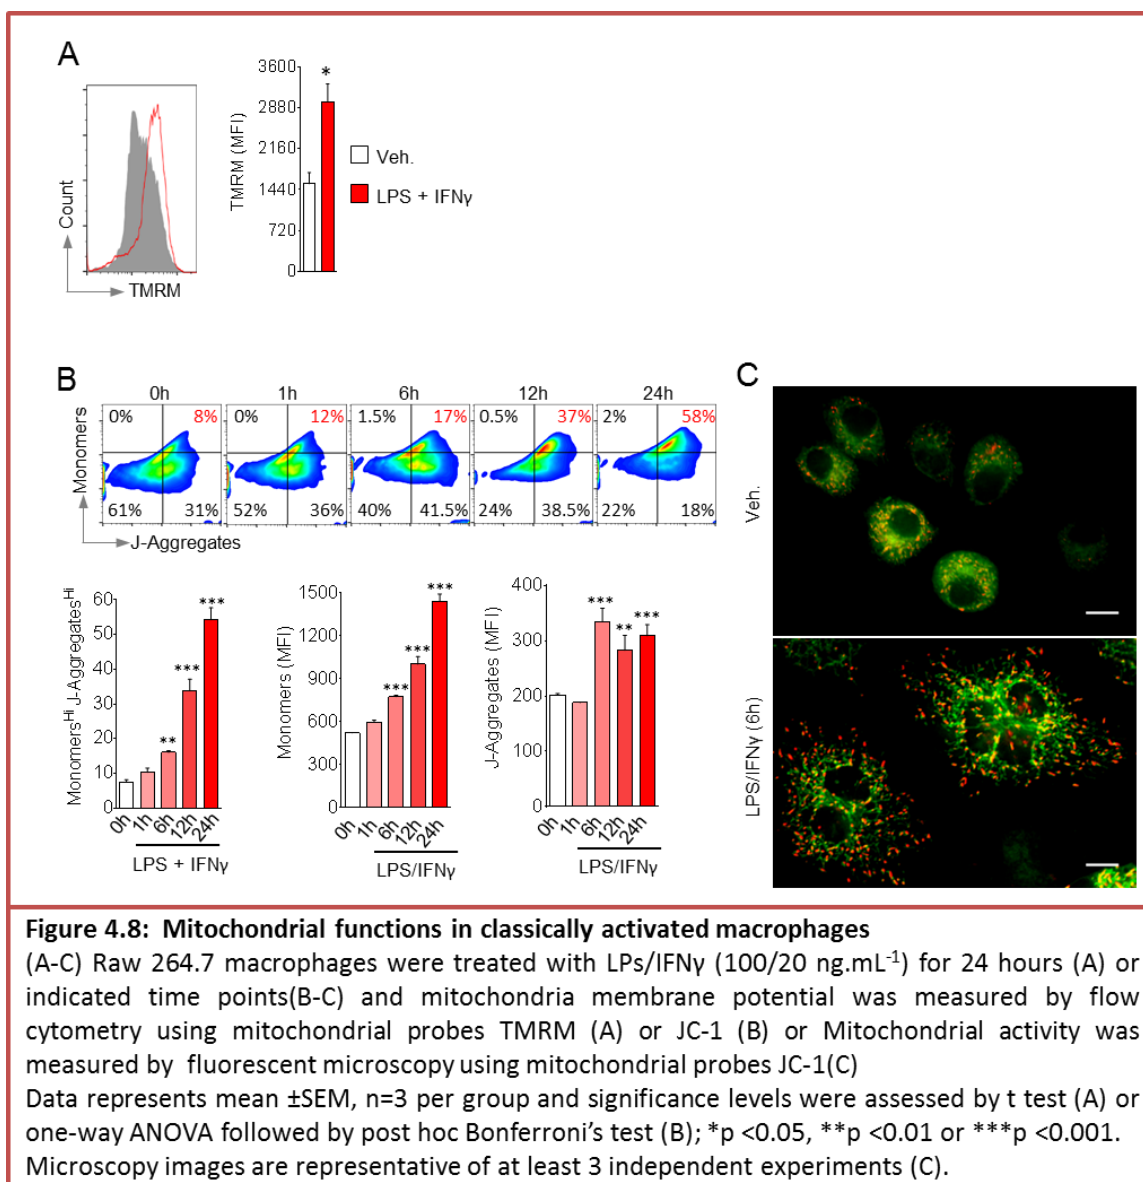 A
Count
TMRM
TMRM (MFI)
3600
2880
2160
1440
720
0
*
Veh.
LPS + IFNγ
B
0h 1h 6h 12h 24h
0% 8% 0% 12% 1.5% 17% 0.5% 37% 2% 58%
61% 31% 52% 36% 40% 41.5% 24% 38.5% 22% 18%
Monomers
J-Aggregates
Monomers^Hi J-Aggregates^Hi
60
50
40
30
20
10
0
**
***
***
0h 1h 6h 12h 24h
LPS + IFNγ
Monomers (MFI)
1500
1200
900
600
300
0
***
***
***
0h 1h 6h 12h 24h
LPS/IFNγ
J-Aggregates (MFI)
400
300
200
100
0
***
**
***
0h 1h 6h 12h 24h
LPS/IFNγ
C
Veh.
LPS/IFNγ (6h)
Figure 4.8: Mitochondrial functions in classically activated macrophages
(A-C) Raw 264.7 macrophages were treated with LPs/IFNγ (100/20 ng.mL⁻¹) for 24 hours (A) or
indicated time points(B-C) and mitochondria membrane potential was measured by flow
cytometry using mitochondrial probes TMRM (A) or JC-1 (B) or Mitochondrial activity was
measured by fluorescent microscopy using mitochondrial probes JC-1(C)
Data represents mean ±SEM, n=3 per group and significance levels were assessed by t test (A) or
one-way ANOVA followed by post hoc Bonferroni’s test (B); *p <0.05, **p <0.01 or ***p <0.001.
Microscopy images are representative of at least 3 independent experiments (C).